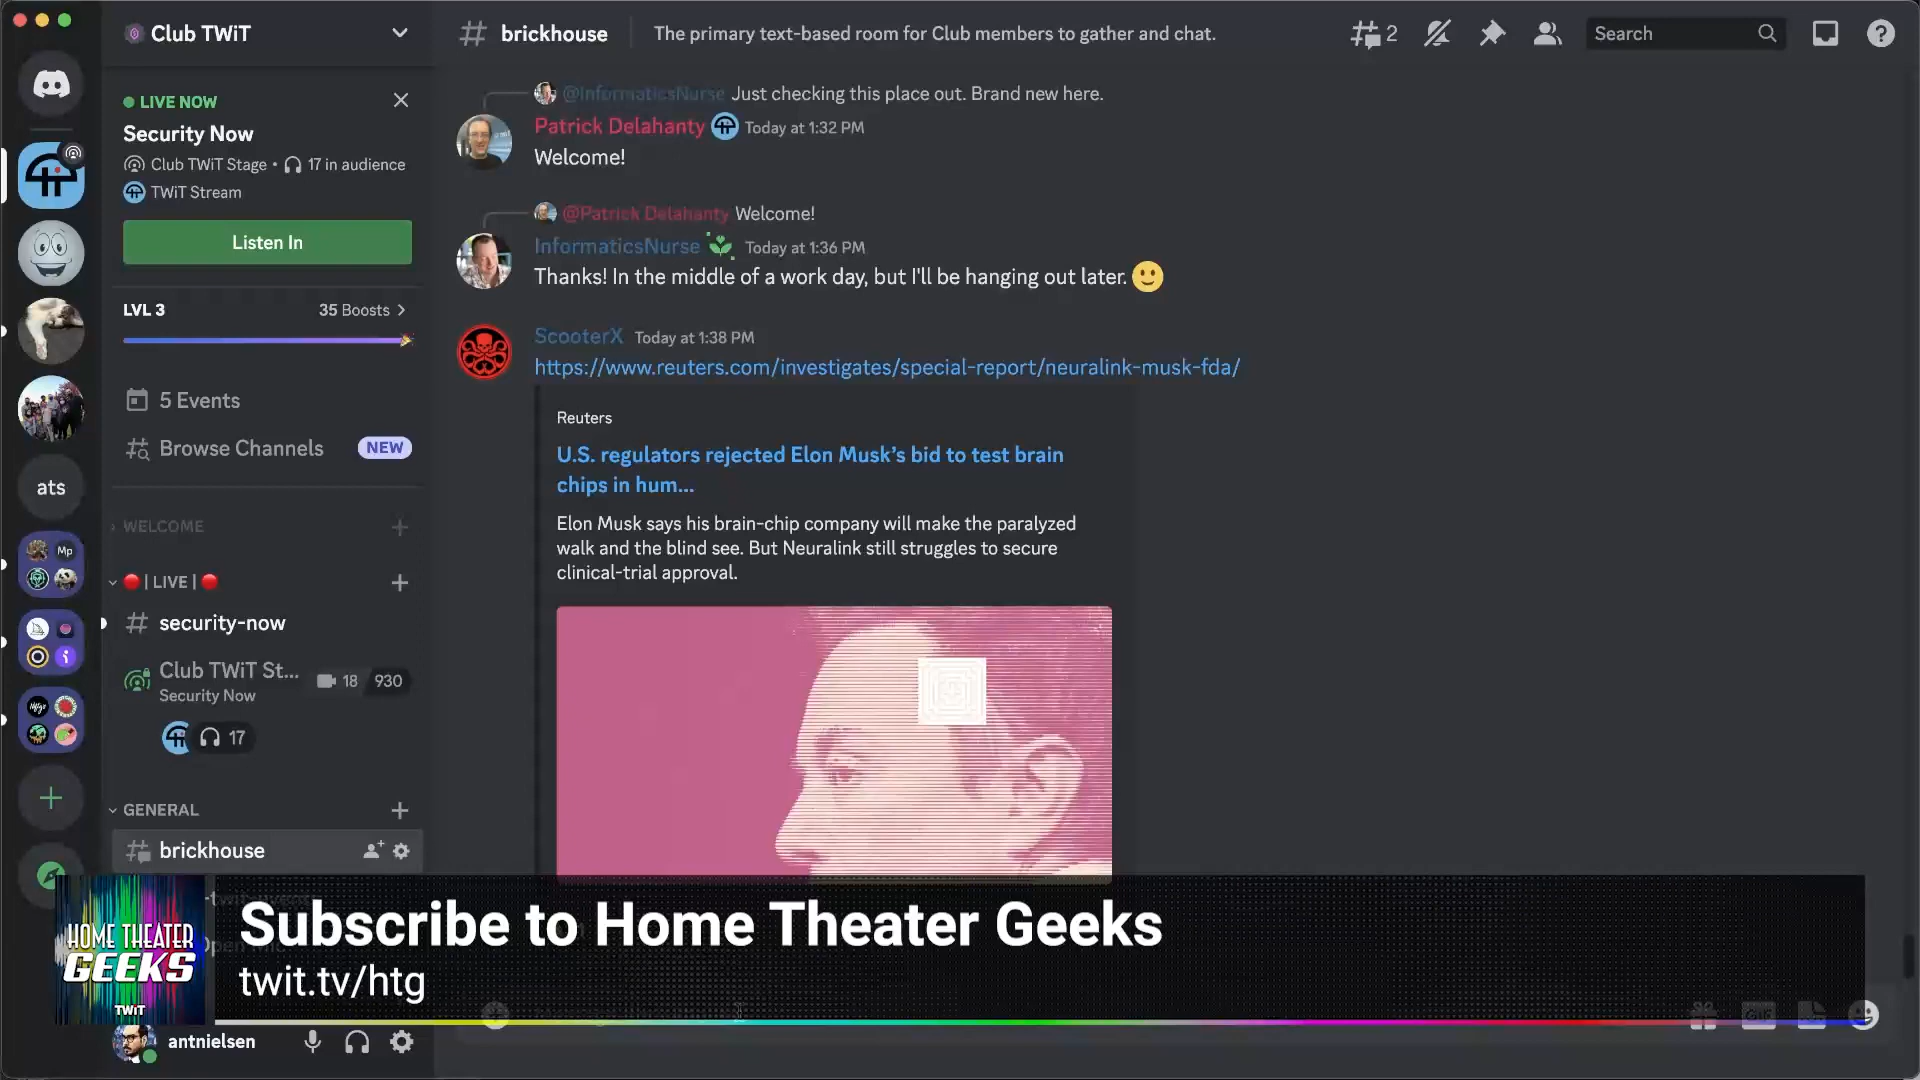 Club TWiT
LIVE NOW
Security Now
Club TWiT Stage • 17 in audience
TWiT Stream
Listen In
LVL 3
35 Boosts
5 Events
Browse Channels
NEW
ats
Mp
WELCOME
| LIVE |
security-now
Club TWiT St...
Security Now
18 930
17
GENERAL
brickhouse
antnielsen
brickhouse
The primary text-based room for Club members to gather and chat.
2
Search
@InformaticsNurse Just checking this place out. Brand new here.
Patrick Delahanty Today at 1:32 PM
Welcome!
@Patrick Delahanty Welcome!
InformaticsNurse Today at 1:36 PM
Thanks! In the middle of a work day, but I'll be hanging out later.
ScooterX Today at 1:38 PM
https://www.reuters.com/investigates/special-report/neuralink-musk-fda/
Reuters
U.S. regulators rejected Elon Musk's bid to test brain
chips in hum...
Elon Musk says his brain-chip company will make the paralyzed
walk and the blind see. But Neuralink still struggles to secure
clinical-trial approval.
HOME THEATER
GEEKS
TWiT
Subscribe to Home Theater Geeks
twit.tv/htg
GIF